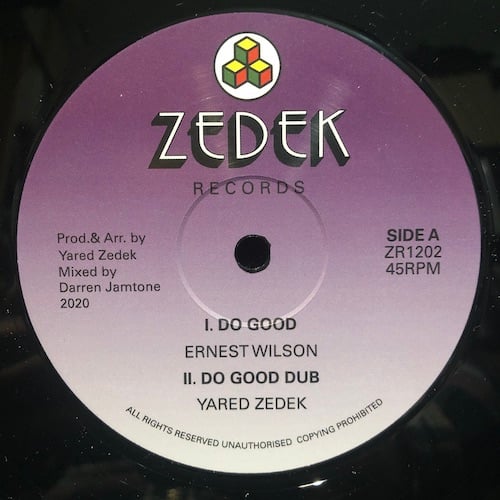 ZEDEK
RECORDS
Prod.& Arr. by
Yared Zedek
Mixed by
Darren Jamtone
2020
SIDE A
ZR1202
45RPM
I. DO GOOD
ERNEST WILSON
II. DO GOOD DUB
YARED ZEDEK
ALL RIGHTS RESERVED UNAUTHORISED COPYING PROHIBITED